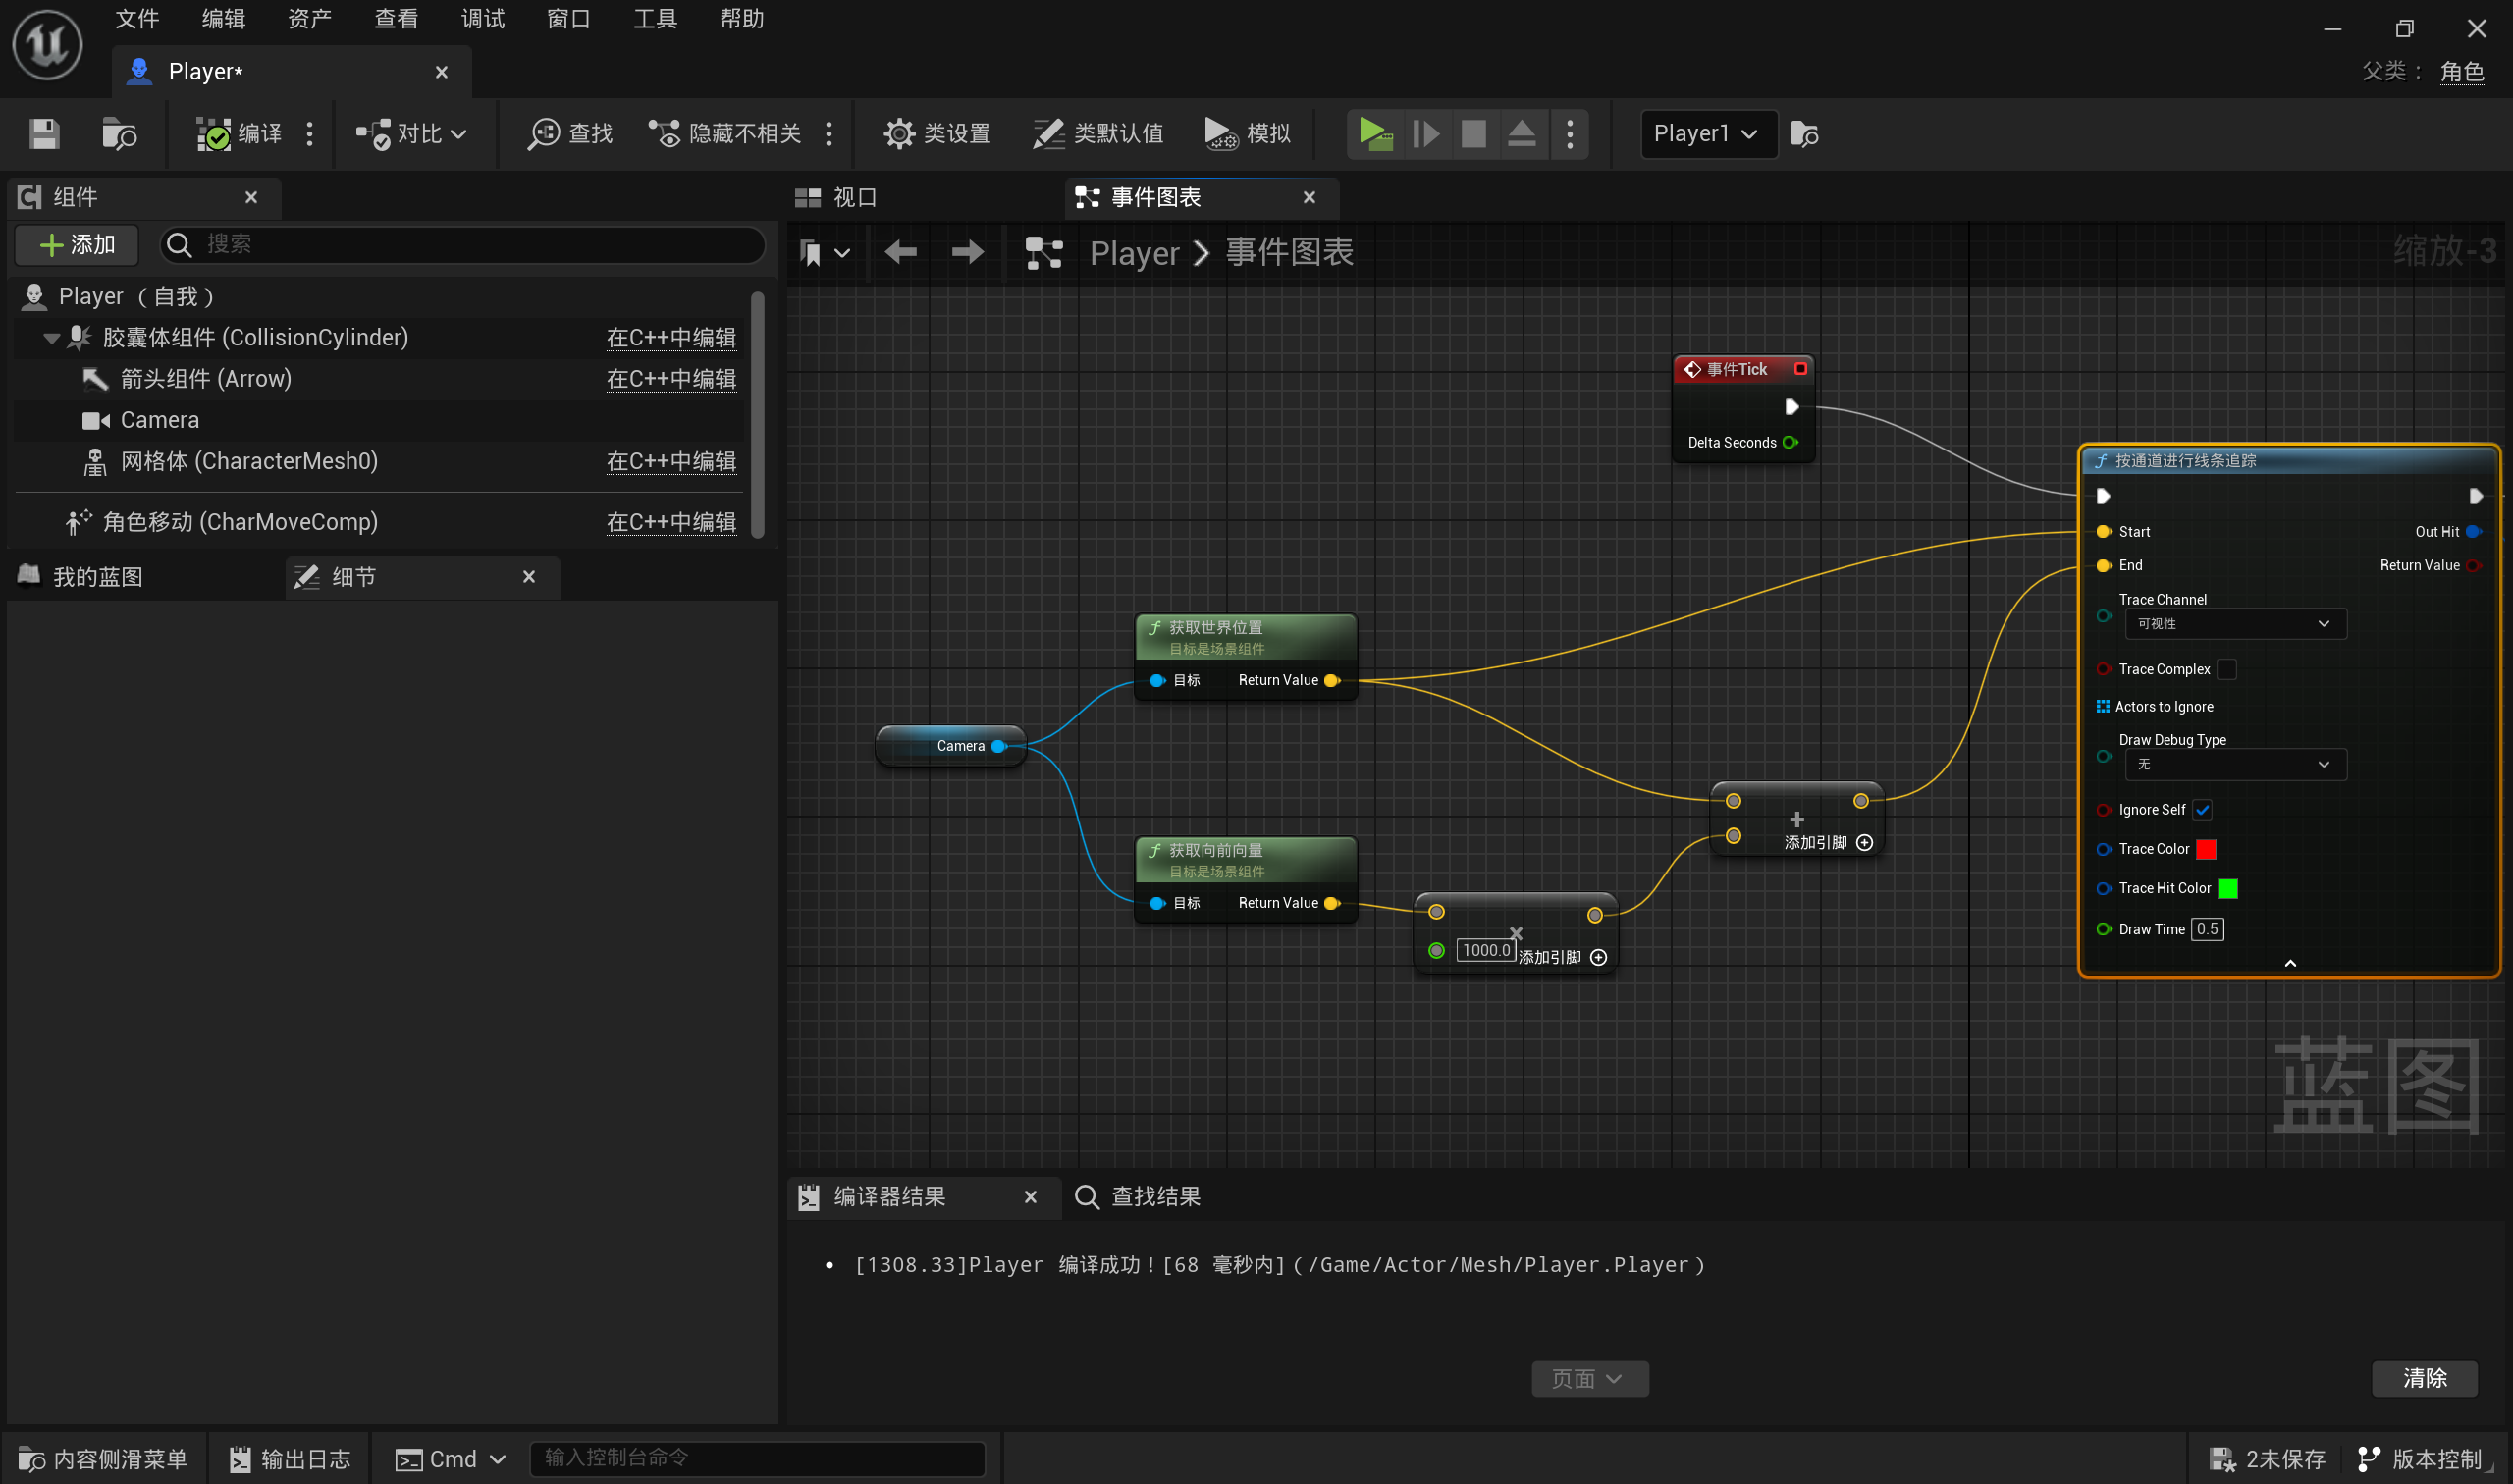 文件 编辑 资产 查看 调试 窗口 工具 帮助
Player*
父类： 角色
编译 对比 查找 隐藏不相关 类设置 类默认值 模拟 Player1
组件
添加 搜索
Player （自我）
胶囊体组件 (CollisionCylinder) 在C++中编辑
箭头组件 (Arrow) 在C++中编辑
Camera
网格体 (CharacterMesh0) 在C++中编辑
角色移动 (CharMoveComp) 在C++中编辑
我的蓝图 细节
视口 事件图表
Player 事件图表
缩放-3
事件Tick
Delta Seconds
按通道进行线条追踪
Start Out Hit
End Return Value
Trace Channel
可视性
Trace Complex
Actors to Ignore
Draw Debug Type
无
Ignore Self
Trace Color
Trace Hit Color
Draw Time 0.5
获取世界位置
目标是场景组件
目标 Return Value
Camera
获取向前向量
目标是场景组件
目标 Return Value
1000.0 添加引脚
添加引脚
蓝图
编译器结果 查找结果
[1308.33]Player 编译成功！[68 毫秒内]（/Game/Actor/Mesh/Player.Player）
页面 清除
内容侧滑菜单 输出日志 Cmd 输入控制台命令 2未保存 版本控制